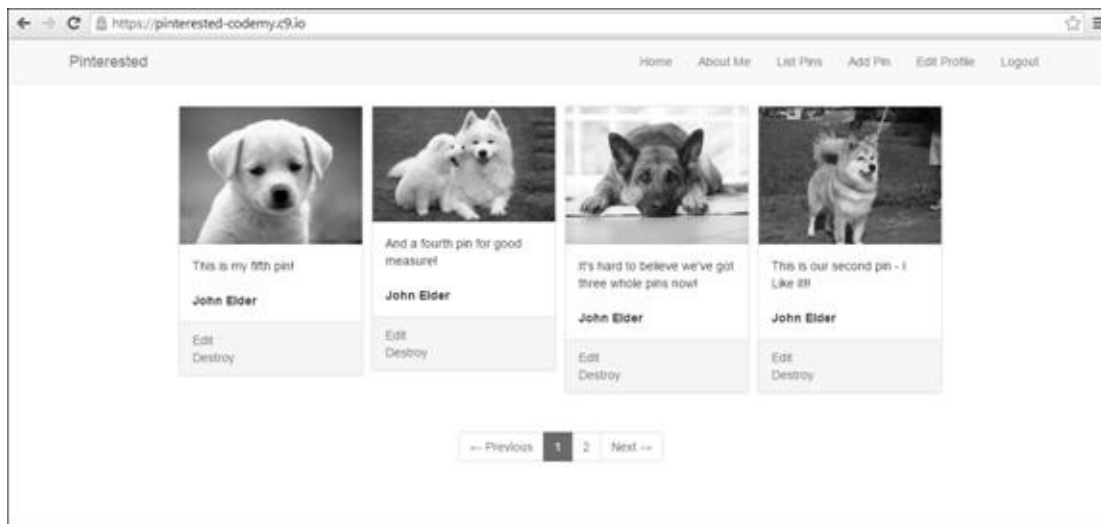 https://pinterested-codemy.c9.io
Pinterested
Home About Me List Pins Add Pin Edit Profile Logout
This is my fifth pin!
John Elder
Edit
Destroy
And a fourth pin for good
measure!
John Elder
Edit
Destroy
It's hard to believe we've got
three whole pins now!
John Elder
Edit
Destroy
This is our second pin - I
Like it!!
John Elder
Edit
Destroy
← Previous 1 2 Next →